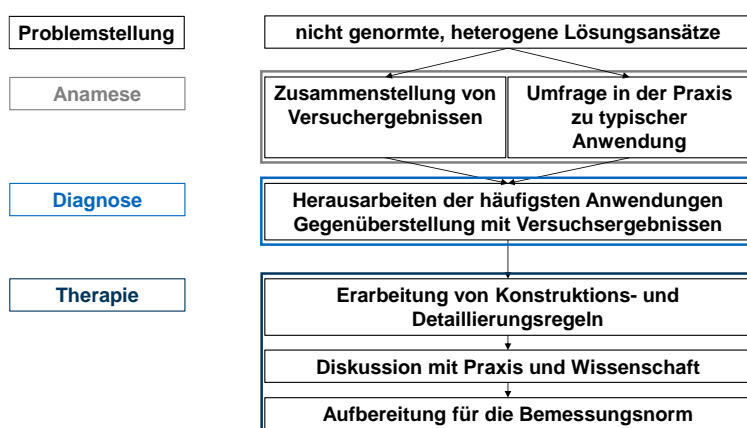 Problemstellung
nicht genormte, heterogene Lösungsansätze
Anamese
Zusammenstellung von
Versuchergebnissen
Umfrage in der Praxis
zu typischer
Anwendung
Diagnose
Herausarbeiten der häufigsten Anwendungen
Gegenüberstellung mit Versuchsergebnissen
Therapie
Erarbeitung von Konstruktions- und
Detaillierungsregeln
Diskussion mit Praxis und Wissenschaft
Aufbereitung für die Bemessungsnorm